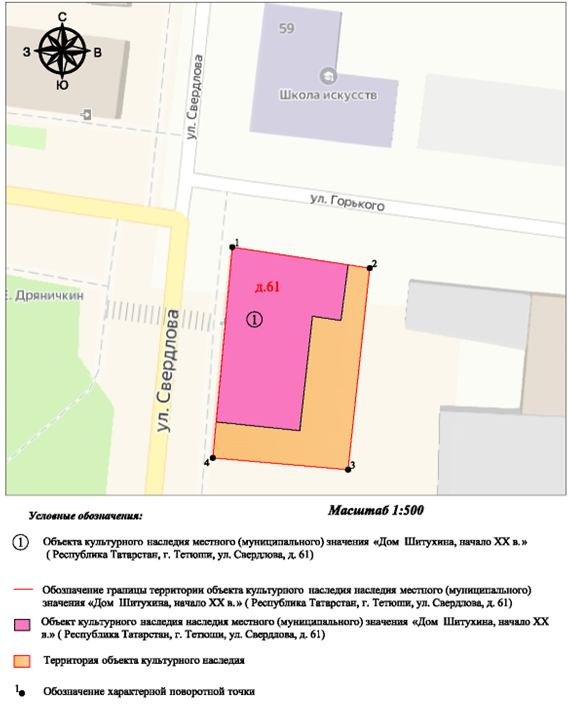 С
З
В
Ю
59
Школа искусств
ул. Свердлова
ул. Горького
1
2
д.61
1
Е. Дряничкин
ул. Свердлова
4
3
Условные обозначения:
Масштаб 1:500
1 Объекта культурного наследия местного (муниципального) значения «Дом Шитухина, начало XX в.»
( Республика Татарстан, г. Тетюши, ул. Свердлова, д. 61)
Обозначение границы территории объекта культурного наследия наследия местного (муниципального)
значения «Дом Шитухина, начало XX в.» ( Республика Татарстан, г. Тетюши, ул. Свердлова, д. 61)
Объект культурного наследия наследия местного (муниципального) значения «Дом Шитухина, начало XX
в.» ( Республика Татарстан, г. Тетюши, ул. Свердлова, д. 61)
Территория объекта культурного наследия
1 Обозначение характерной поворотной точки